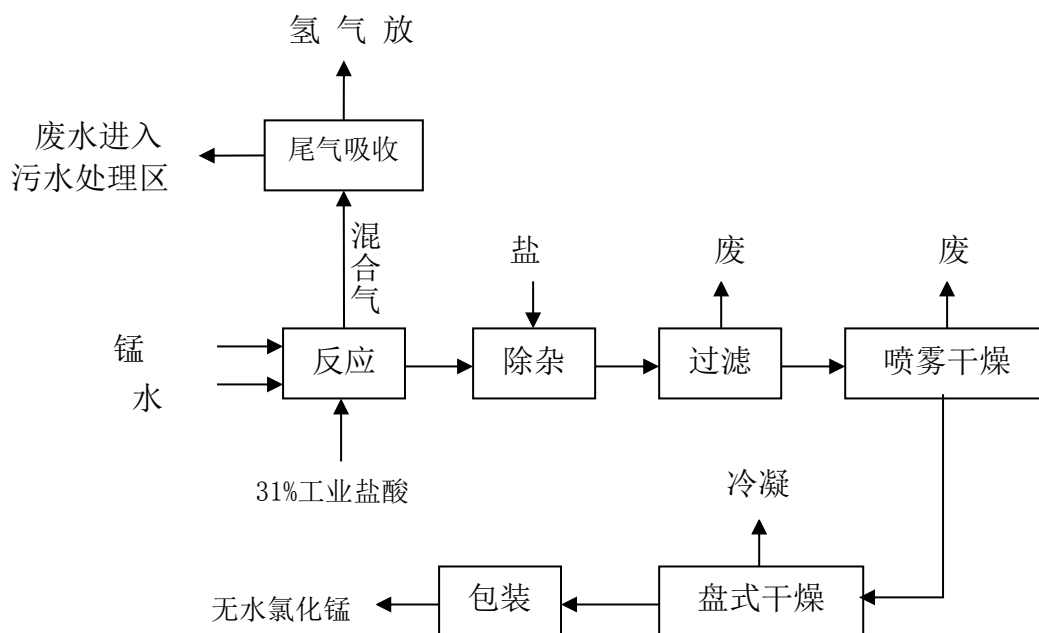 氢 气 放
废水进入
污水处理区
尾气吸收
混
合
气
盐
废
废
锰
水
反应
除杂
过滤
喷雾干燥
31%工业盐酸
冷凝
无水氯化锰
包装
盘式干燥